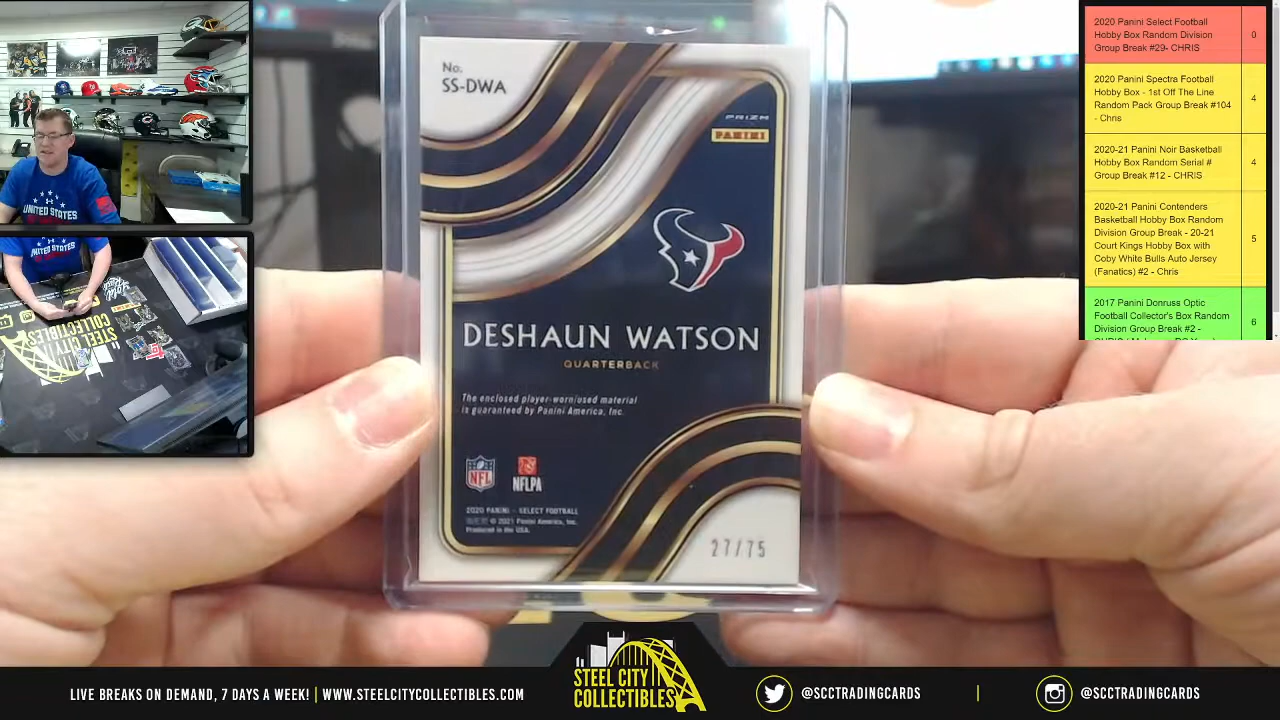 No.
SS-DWA
PRIZM
PANINI
DESHAUN WATSON
QUARTERBACK
The enclosed player-worn/used material
is guaranteed by Panini America, Inc.
NFL
NFLPA
2020 PANINI - SELECT FOOTBALL
© 2021 Panini America, Inc.
Produced in the USA.
27/75
UNITED STATES
UNITED STATES
STEEL CITY
COLLECTIBLES
2020 Panini Select Football
Hobby Box Random Division
Group Break #29- CHRIS
0
2020 Panini Spectra Football
Hobby Box - 1st Off The Line
Random Pack Group Break #104
- Chris
4
2020-21 Panini Noir Basketball
Hobby Box Random Serial #
Group Break #12 - CHRIS
4
2020-21 Panini Contenders
Basketball Hobby Box Random
Division Group Break - 20-21
Court Kings Hobby Box with
Coby White Bulls Auto Jersey
(Fanatics) #2 - Chris
5
2017 Panini Donruss Optic
Football Collector's Box Random
Division Group Break #2 -
6
LIVE BREAKS ON DEMAND, 7 DAYS A WEEK! | WWW.STEELCITYCOLLECTIBLES.COM
STEEL CITY
COLLECTIBLES
@SCCTRADINGCARDS
@SCCTRADINGCARDS